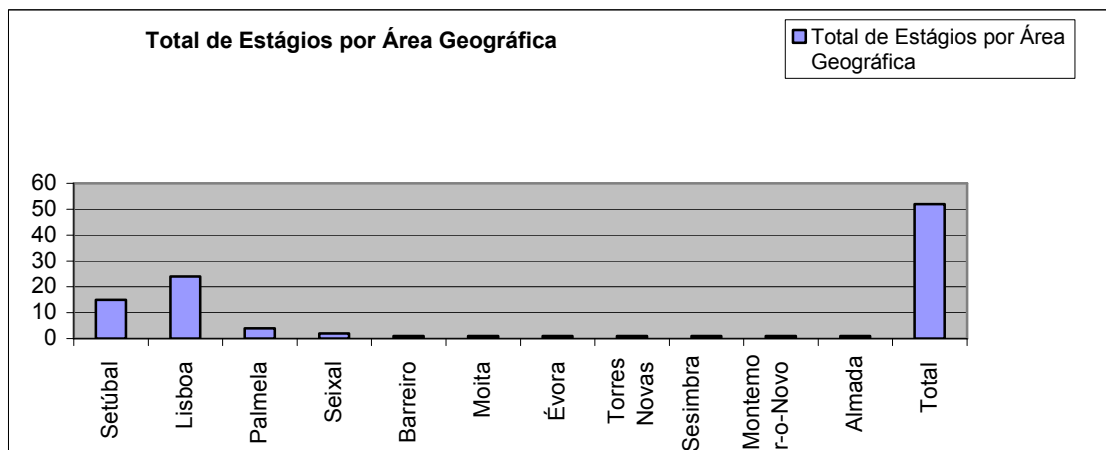 Total de Estágios por Área Geográfica
Total de Estágios por Área
Geográfica
60
50
40
30
20
10
0
Setúbal
Lisboa
Palmela
Seixal
Barreiro
Moita
Évora
Torres
Novas
Sesimbra
Montemo
r-o-Novo
Almada
Total